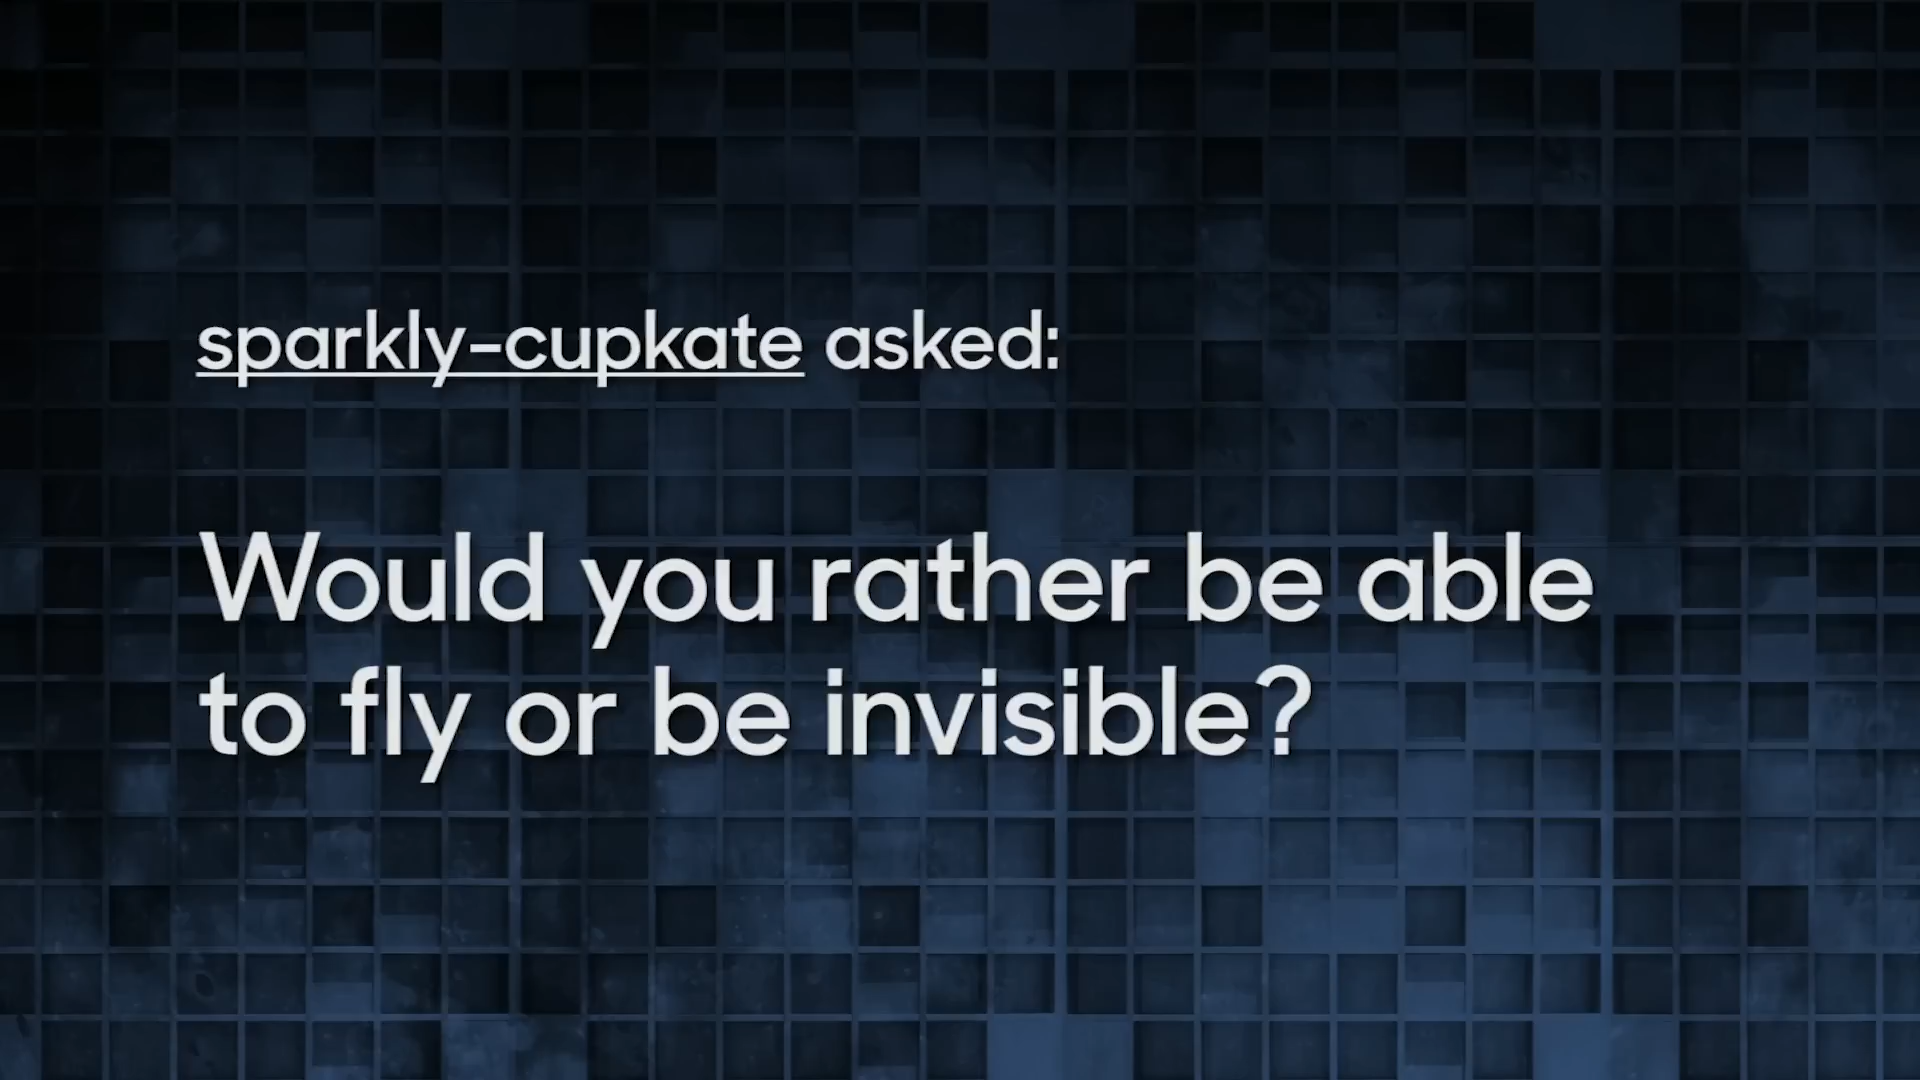 sparkly-cupkate asked:
Would you rather be able
to fly or be invisible?